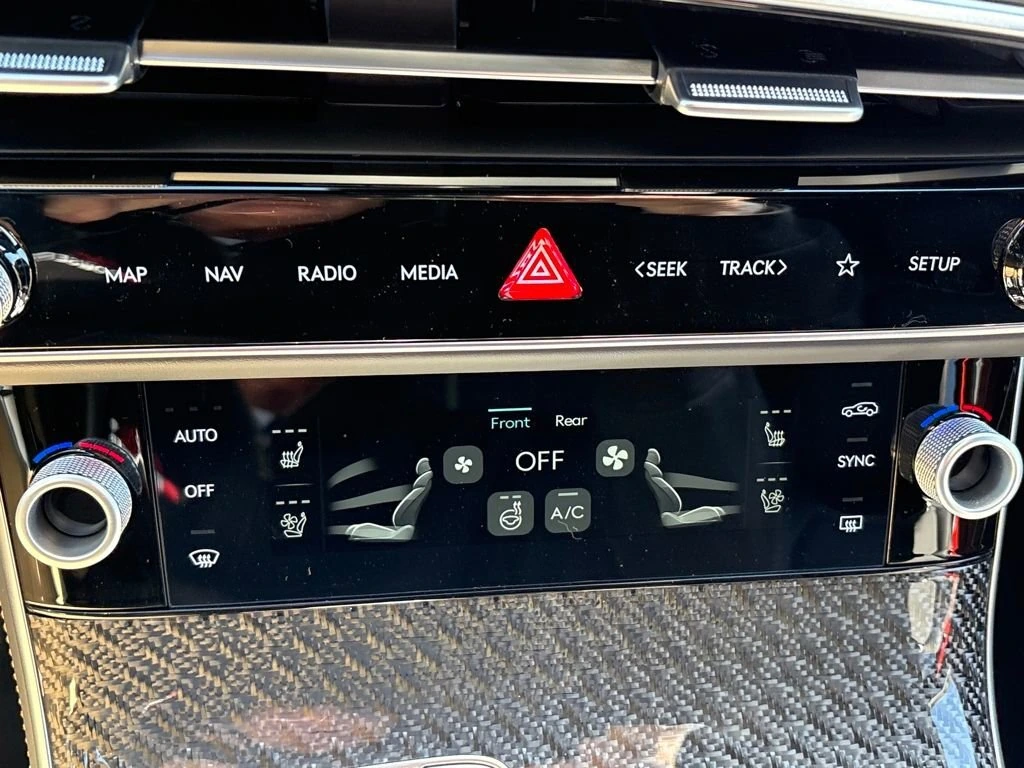 MAP NAV RADIO MEDIA <SEEK TRACK> SETUP
Front Rear
AUTO
OFF
OFF
SYNC
A/C